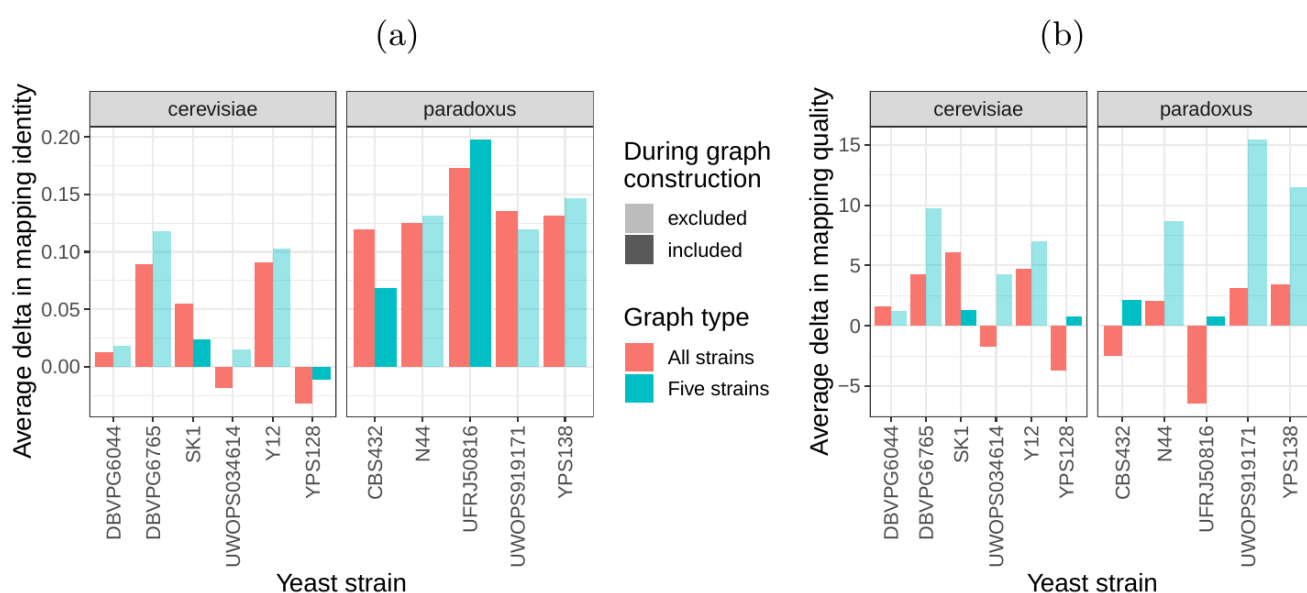 (a)
Average delta in mapping identity
cerevisiae
paradoxus
0.20
0.15
0.10
0.05
0.00
DBVPG6044
DBVPG6765
SK1
UWOPS034614
Y12
YPS128
CBS432
N44
UFRJ50816
UWOPS919171
YPS138
Yeast strain
During graph
construction
excluded
included
Graph type
All strains
Five strains
(b)
Average delta in mapping quality
cerevisiae
paradoxus
15
10
5
0
−5
DBVPG6044
DBVPG6765
SK1
UWOPS034614
Y12
YPS128
CBS432
N44
UFRJ50816
UWOPS919171
YPS138
Yeast strain